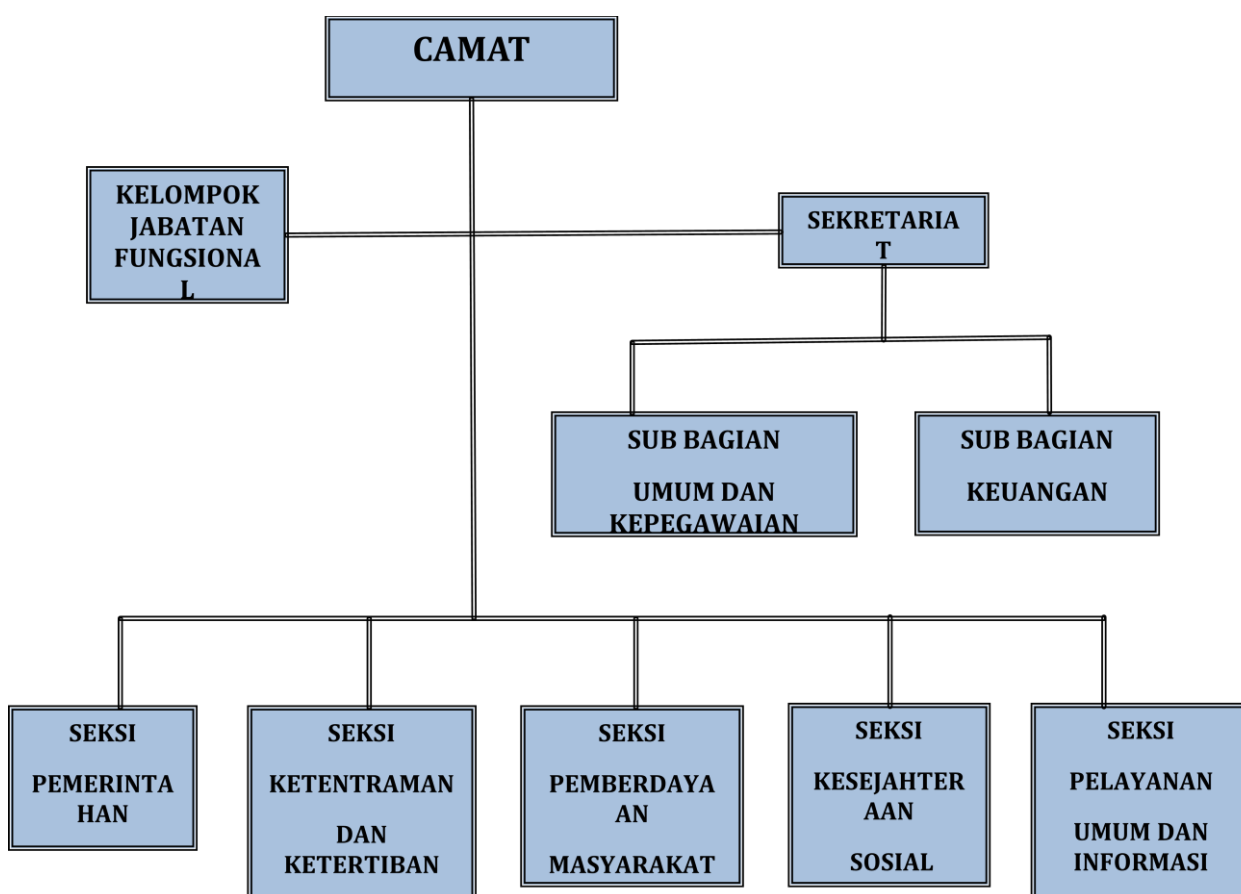 CAMAT
KELOMPOK
JABATAN
FUNGSIONA
L
SEKRETARIA
T
SUB BAGIAN
UMUM DAN
KEPEGAWAIAN
SUB BAGIAN
KEUANGAN
SEKSI
PEMERINTA
HAN
SEKSI
KETENTRAMAN
DAN
KETERTIBAN
SEKSI
PEMBERDAYA
AN
MASYARAKAT
SEKSI
KESEJAHTER
AAN
SOSIAL
SEKSI
PELAYANAN
UMUM DAN
INFORMASI